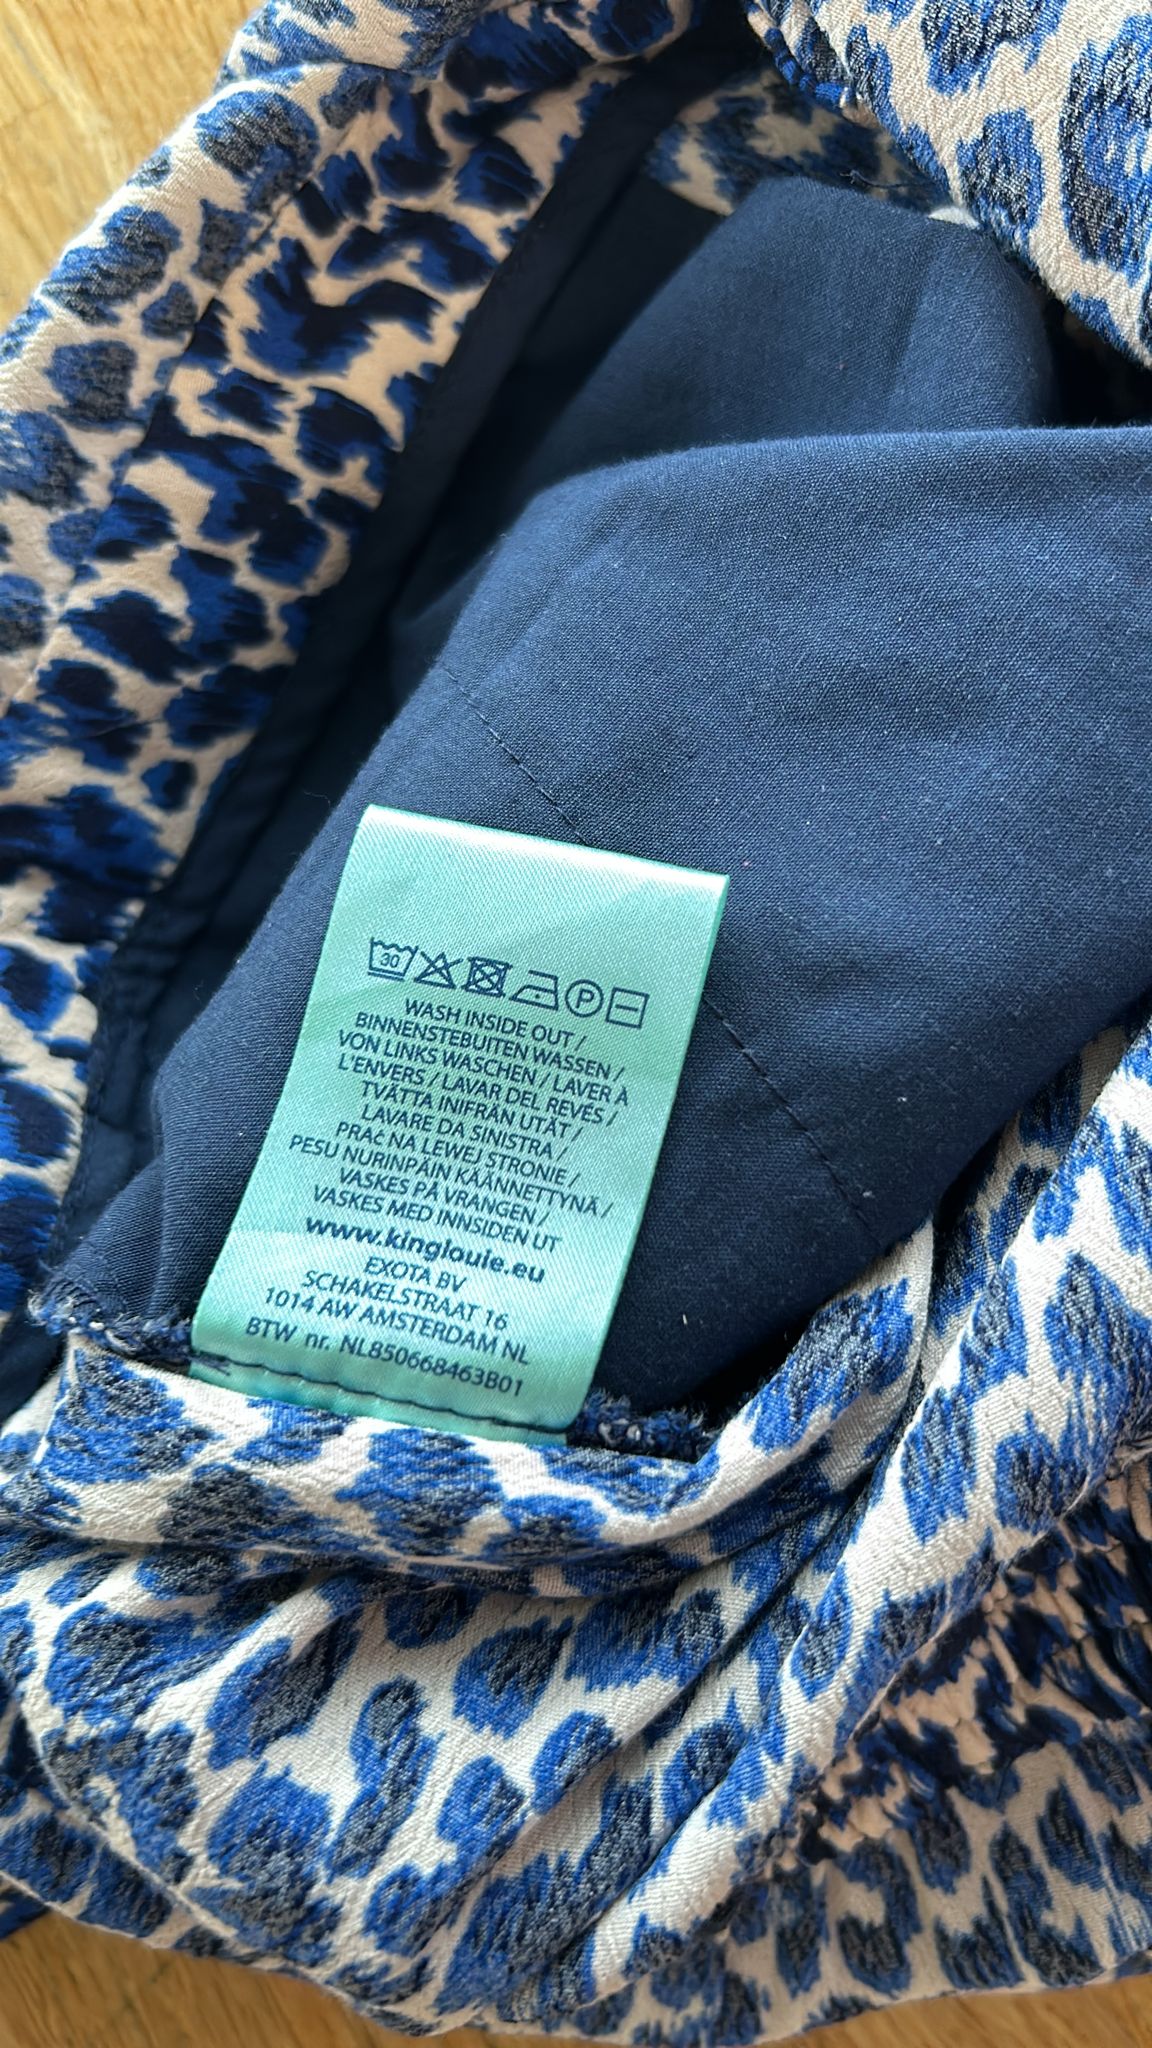 30
P
WASH INSIDE OUT /
BINNENSTEBUITEN WASSEN /
VON LINKS WASCHEN / LAVER À
L'ENVERS / LAVAR DEL REVÉS /
TVÄTTA INIFRÅN UTÅT /
LAVARE DA SINISTRA /
PRAĆ NA LEWEJ STRONIE /
PESU NURINPÄIN KÄÄNNETTYNÄ /
VASKES PÅ VRANGEN /
VASKES MED INNSIDEN UT
www.kinglouie.eu
EXOTA BV
SCHAKELSTRAAT 16
1014 AW AMSTERDAM NL
BTW nr. NL850668463B01